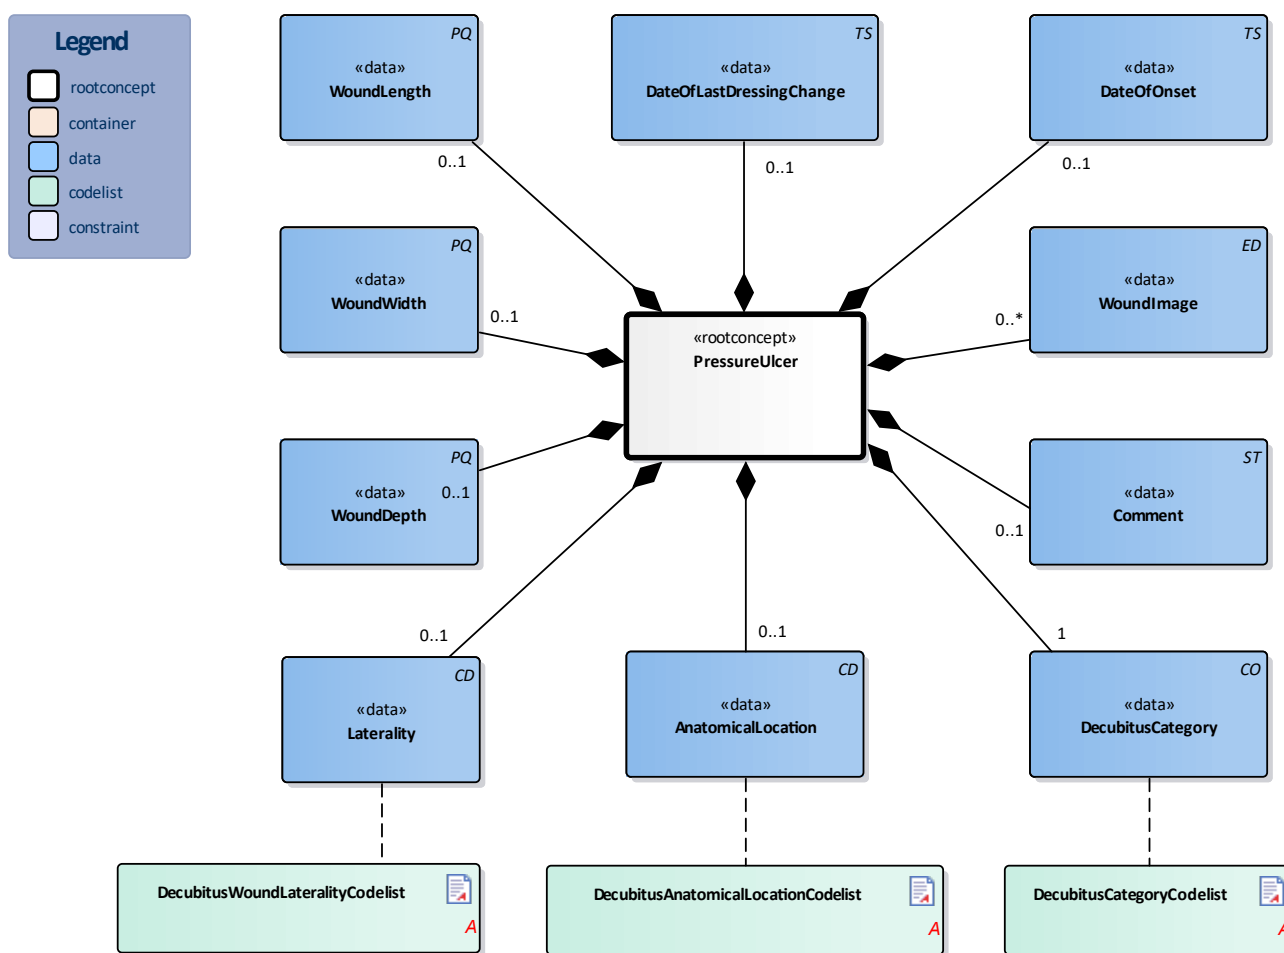 Legend
rootconcept
container
data
codelist
constraint
PQ
«data»
WoundLength
0..1
TS
«data»
DateOfLastDressingChange
0..1
TS
«data»
DateOfOnset
0..1
PQ
«data»
WoundWidth
0..1
«rootconcept»
PressureUlcer
ED
«data»
WoundImage
0..*
PQ
«data»
WoundDepth
0..1
ST
«data»
Comment
0..1
CD
«data»
Laterality
0..1
CD
«data»
AnatomicalLocation
0..1
CO
«data»
DecubitusCategory
1
DecubitusWoundLateralityCodelist
A
DecubitusAnatomicalLocationCodelist
A
DecubitusCategoryCodelist
A